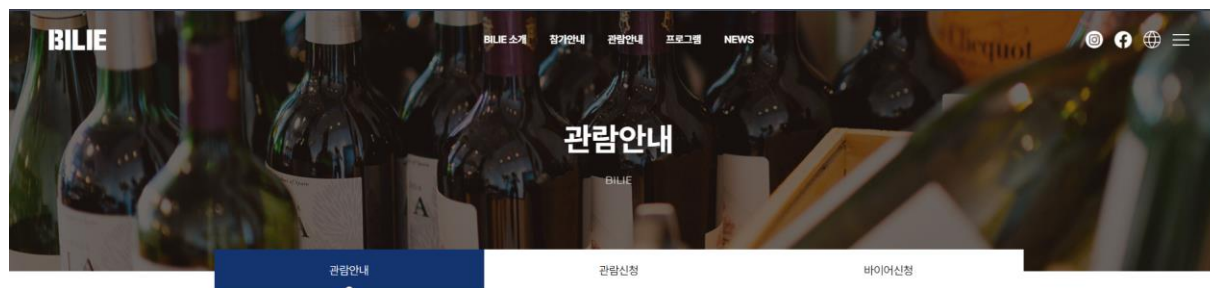 BILIE
BILIE 소개 참가안내 관람안내 프로그램 NEWS
Clicquot
관람안내
BILIE
A
관람안내 관람신청 바이어신청